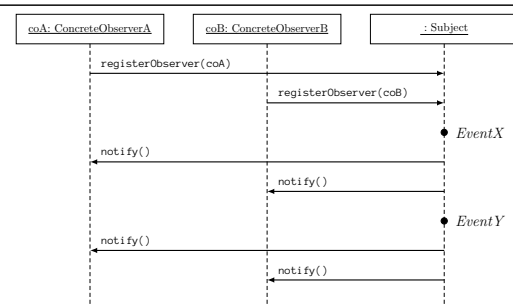 coA: ConcreteObserverA
coB: ConcreteObserverB
: Subject
registerObserver(coA)
registerObserver(coB)
EventX
notify()
notify()
EventY
notify()
notify()